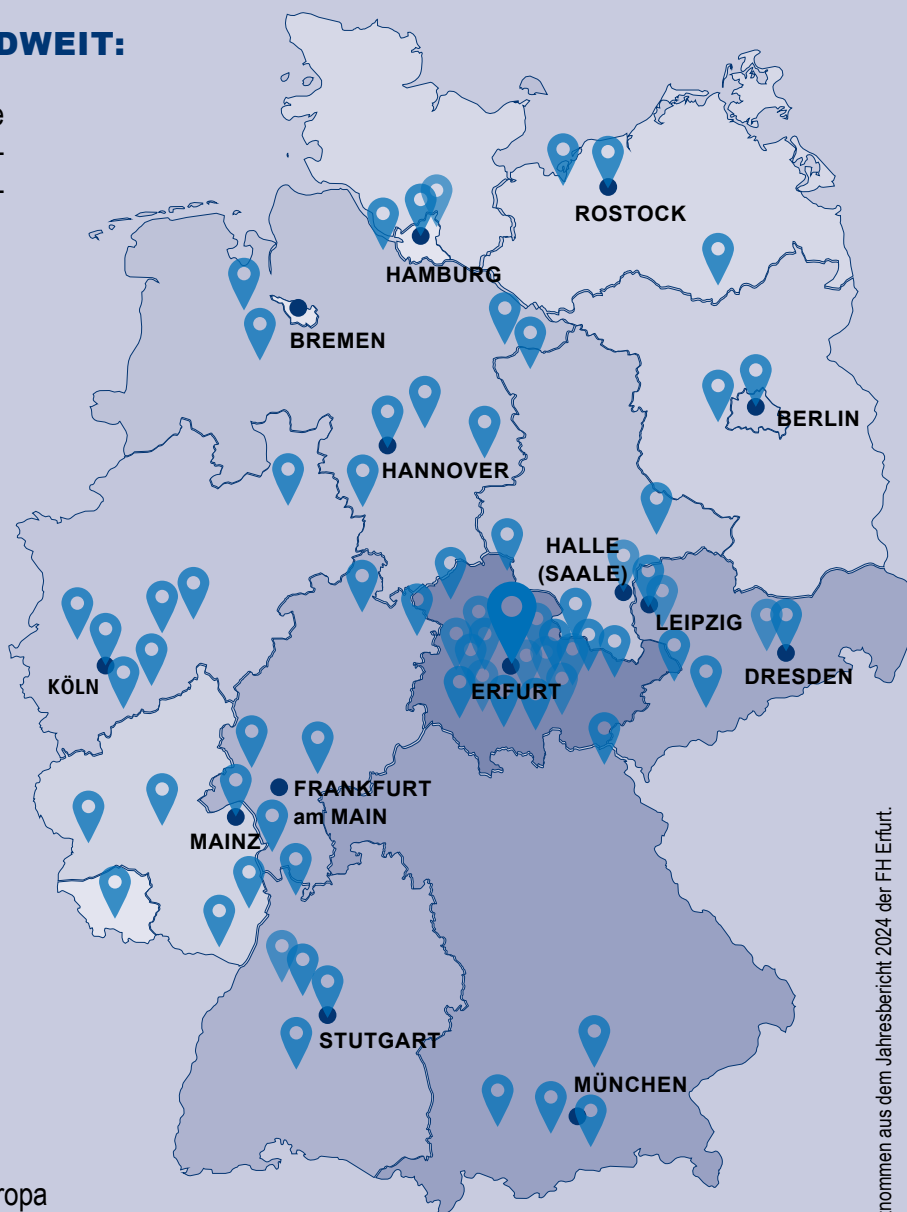 DWEIT:
e
-
-
ROSTOCK
HAMBURG
BREMEN
BERLIN
HANNOVER
HALLE
(SAALE)
LEIPZIG
DRESDEN
KÖLN
ERFURT
FRANKFURT
am MAIN
MAINZ
STUTGART
MÜNCHEN
tnommen aus dem Jahresbericht 2024 der FH Erfurt.
ropa